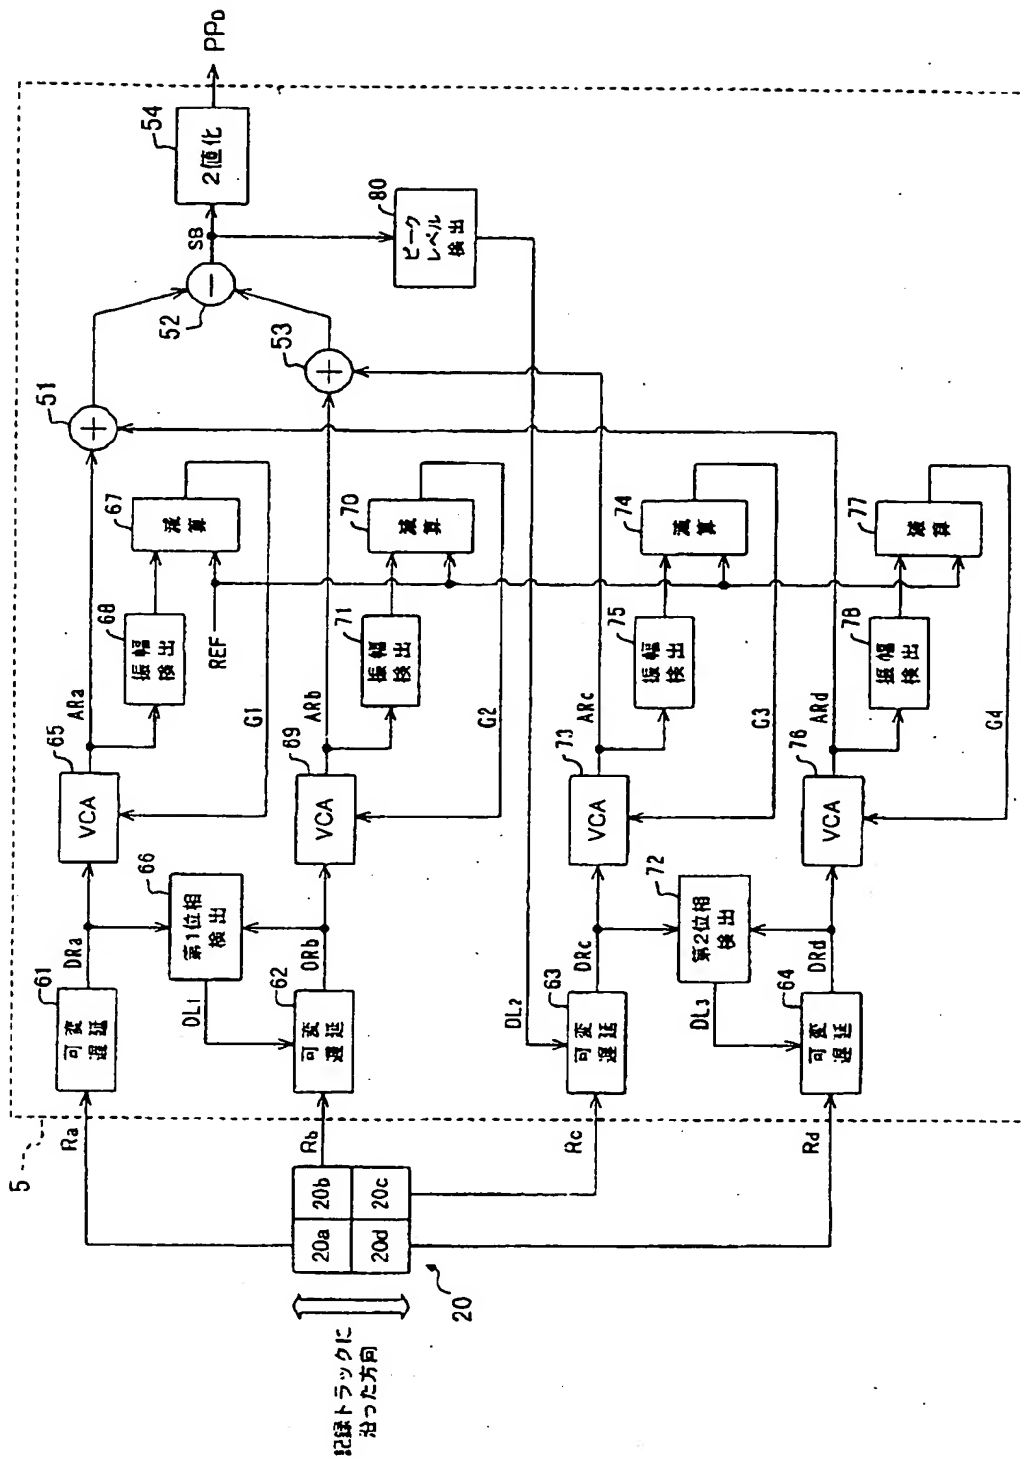 5
Ra
61
可変
遅延
DRa
65
VCA
ARa
68
振幅
検出
67
減算
51
+
G1
REF
66
第1位相
検出
DL1
Rb
62
可変
遅延
DRb
69
VCA
ARb
71
振幅
検出
70
減算
53
+
G2
52
−
SB
54
2値化
PPD
80
ピーク
レベル
検出
DL2
Rc
63
可変
遅延
DRc
73
VCA
ARc
75
振幅
検出
74
減算
G3
72
第2位相
検出
DL3
Rd
64
可変
遅延
DRd
76
VCA
ARd
78
振幅
検出
77
減算
G4
20a
20b
20d
20c
20
記録トラックに
沿った方向